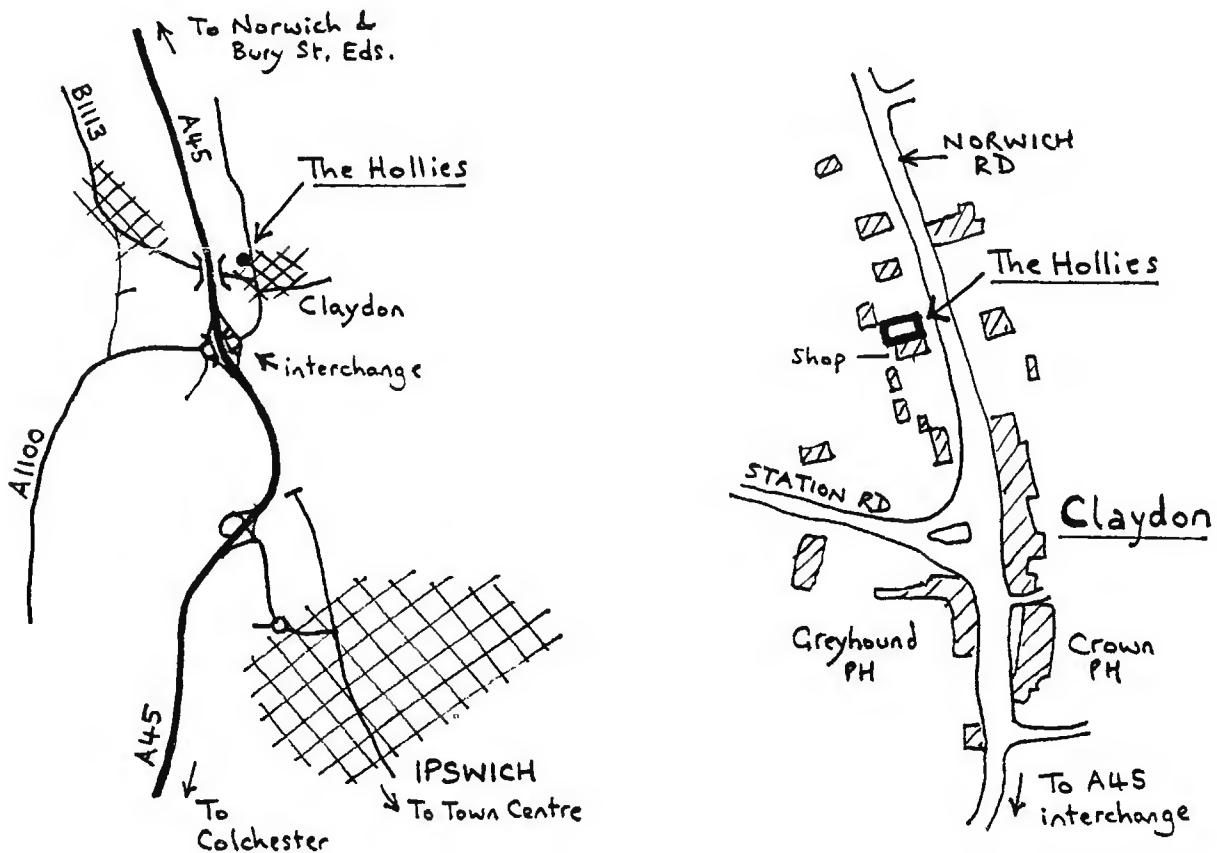 To Norwich &
Bury St. Eds.
B1113
A45
The Hollies
Claydon
interchange
A1100
A45
IPSWICH
To Town Centre
To
Colchester
NORWICH
RD
The Hollies
Shop
STATION RD
Claydon
Greyhound
PH
Crown
PH
To A45
interchange